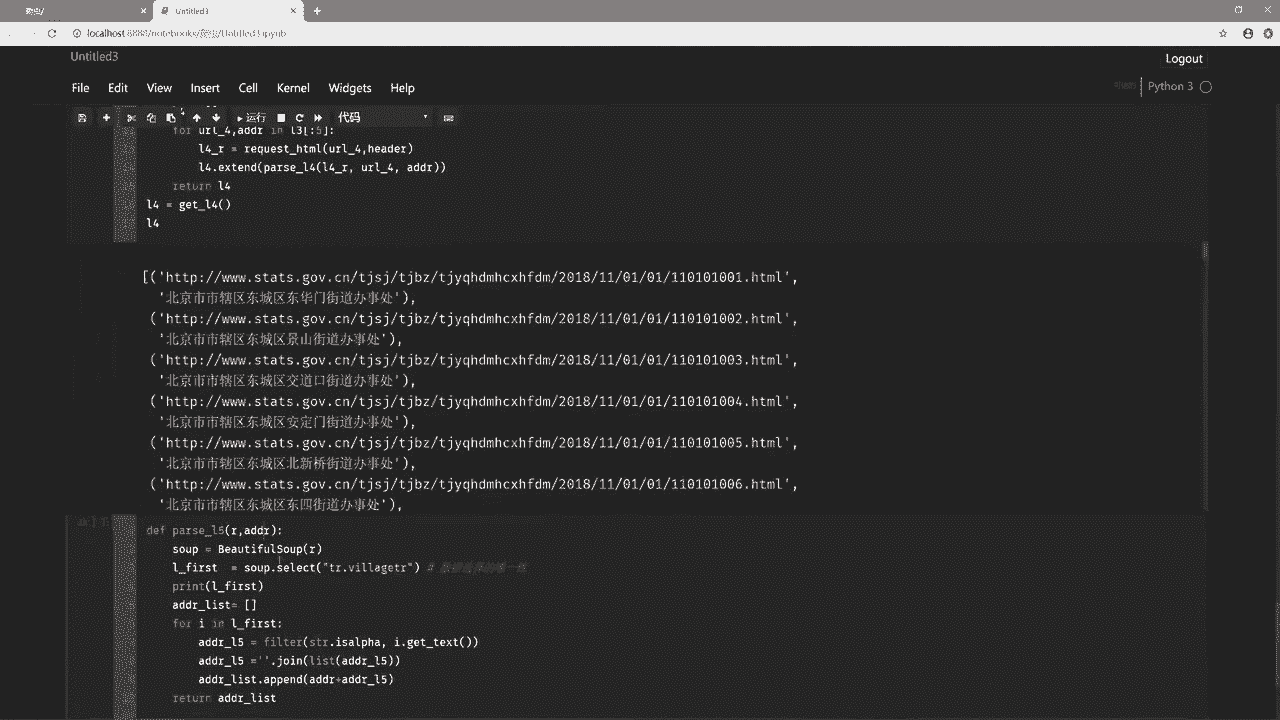 Untitled3
localhost:8888/notebooks/
Untitled3.ipynb
Untitled3
Logout
File Edit View Insert Cell Kernel Widgets Help
Python 3
运行
代码
for url_4,addr in l3[:5]:
l4_r = request_html(url_4,header)
l4.extend(parse_l4(l4_r, url_4, addr))
return l4
l4 = get_l4()
l4
[('http://www.stats.gov.cn/tjsj/tjbz/tjyqhdmhcxhfdm/2018/11/01/01/110101001.html',
'北京市市辖区东城区东华门街道办事处'),
('http://www.stats.gov.cn/tjsj/tjbz/tjyqhdmhcxhfdm/2018/11/01/01/110101002.html',
'北京市市辖区东城区景山街道办事处'),
('http://www.stats.gov.cn/tjsj/tjbz/tjyqhdmhcxhfdm/2018/11/01/01/110101003.html',
'北京市市辖区东城区交道口街道办事处'),
('http://www.stats.gov.cn/tjsj/tjbz/tjyqhdmhcxhfdm/2018/11/01/01/110101004.html',
'北京市市辖区东城区安定门街道办事处'),
('http://www.stats.gov.cn/tjsj/tjbz/tjyqhdmhcxhfdm/2018/11/01/01/110101005.html',
'北京市市辖区东城区北新桥街道办事处'),
('http://www.stats.gov.cn/tjsj/tjbz/tjyqhdmhcxhfdm/2018/11/01/01/110101006.html',
'北京市市辖区东城区东四街道办事处'),
def parse_l5(r,addr):
soup = BeautifulSoup(r)
l_first  = soup.select("tr.villagetr") #
print(l_first)
addr_list= []
for i in l_first:
addr_l5 = filter(str.isalpha, i.get_text())
addr_l5 =''.join(list(addr_l5))
addr_list.append(addr+addr_l5)
return addr_list